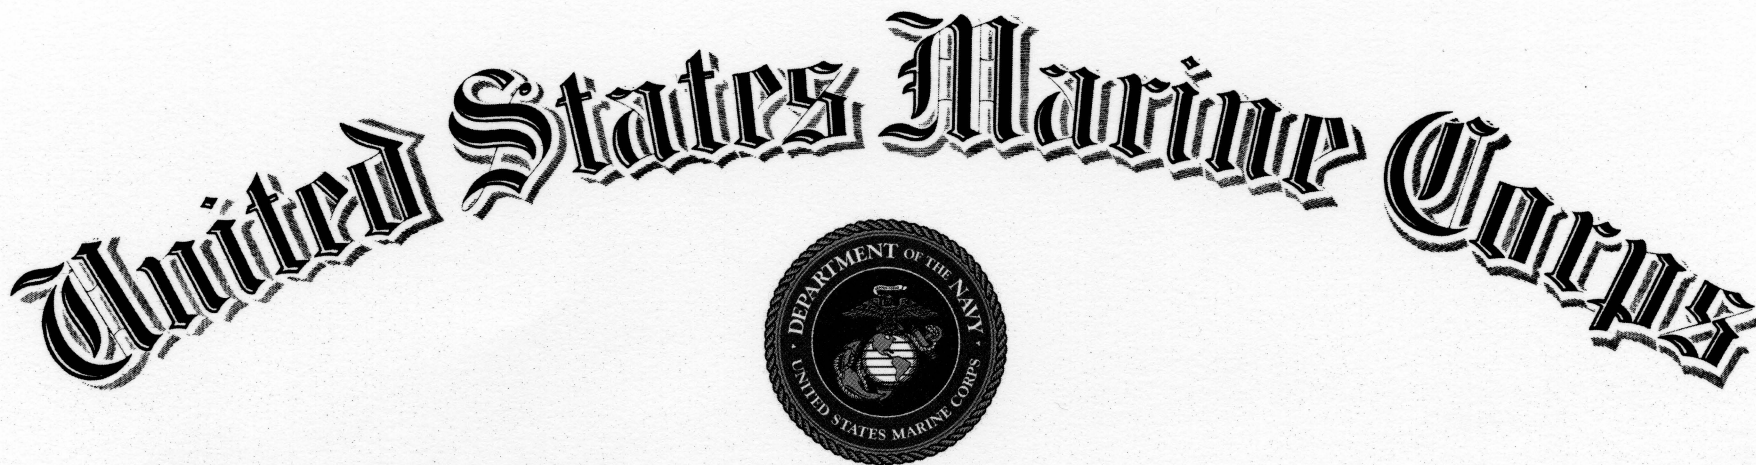 United States Marine Corps
DEPARTMENT OF THE NAVY
UNITED STATES MARINE CORPS